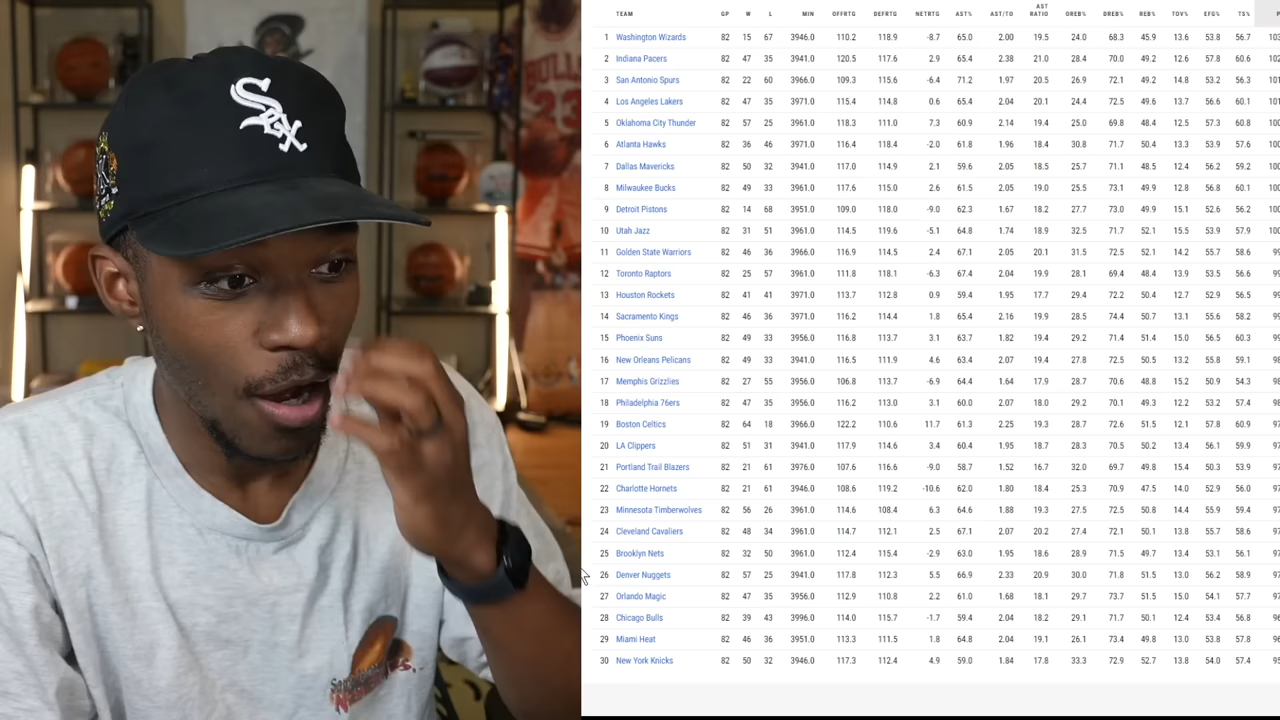 Sox
BULLS
23
AST
TEAM GP W L MIN OFFRTG DEFRTG NETRTG AST% AST/TO RATIO OREB% DREB% REB% TOV% EFG% TS%
1 Washington Wizards 82 15 67 3946.0 110.2 118.9 -8.7 65.0 2.00 19.5 24.0 68.3 45.9 13.6 53.8 56.7 103
2 Indiana Pacers 82 47 35 3941.0 120.5 117.6 2.9 65.4 2.38 21.0 28.4 70.0 49.2 12.6 57.8 60.6 102
3 San Antonio Spurs 82 22 60 3966.0 109.3 115.6 -6.4 71.2 1.97 20.5 26.9 72.1 49.2 14.8 53.2 56.3 101
4 Los Angeles Lakers 82 47 35 3971.0 115.4 114.8 0.6 65.4 2.04 20.1 24.4 72.5 49.6 13.7 56.6 60.1 101
5 Oklahoma City Thunder 82 57 25 3961.0 118.3 111.0 7.3 60.9 2.14 19.4 25.0 69.8 48.4 12.5 57.3 60.8 100
6 Atlanta Hawks 82 36 46 3971.0 116.4 118.4 -2.0 61.8 1.96 18.4 30.8 71.7 50.4 13.3 53.9 57.6 100
7 Dallas Mavericks 82 50 32 3941.0 117.0 114.9 2.1 59.6 2.05 18.5 25.7 71.1 48.5 12.4 56.2 59.2 100
8 Milwaukee Bucks 82 49 33 3961.0 117.6 115.0 2.6 61.5 2.05 19.0 25.5 73.1 49.9 12.8 56.8 60.1 100
9 Detroit Pistons 82 14 68 3951.0 109.0 118.0 -9.0 62.3 1.67 18.2 27.7 73.0 49.9 15.1 52.6 56.2 100
10 Utah Jazz 82 31 51 3961.0 114.5 119.6 -5.1 64.8 1.74 18.9 32.5 71.7 52.1 15.5 53.9 57.9 100
11 Golden State Warriors 82 46 36 3966.0 116.9 114.5 2.4 67.1 2.05 20.1 31.5 72.5 52.1 14.2 55.7 58.6 99
12 Toronto Raptors 82 25 57 3961.0 111.8 118.1 -6.3 67.4 2.04 19.9 28.1 69.4 48.4 13.9 53.5 56.6 99
13 Houston Rockets 82 41 41 3971.0 113.7 112.8 0.9 59.4 1.95 17.7 29.4 72.2 50.4 12.7 52.9 56.5 99
14 Sacramento Kings 82 46 36 3971.0 116.2 114.4 1.8 65.4 2.16 19.9 28.5 74.4 50.7 13.1 55.6 58.2 99
15 Phoenix Suns 82 49 33 3956.0 116.8 113.7 3.1 63.7 1.82 19.4 29.2 71.4 51.4 15.0 56.5 60.3 99
16 New Orleans Pelicans 82 49 33 3941.0 116.5 111.9 4.6 63.4 2.07 19.4 27.8 71.8 50.5 13.2 55.8 59.1
17 Memphis Grizzlies 82 27 55 3956.0 106.8 113.7 -6.9 64.4 1.64 17.9 28.7 70.6 48.8 15.2 50.9 54.3
18 Philadelphia 76ers 82 47 35 3956.0 116.2 113.0 3.1 60.0 2.07 18.0 29.2 70.1 49.3 12.2 53.2 57.4 98
19 Boston Celtics 82 64 18 3966.0 122.2 110.6 11.7 61.3 2.25 19.3 28.7 72.6 51.5 12.1 57.8 60.9 97
20 LA Clippers 82 51 31 3941.0 117.9 114.6 3.4 60.4 1.95 18.7 28.3 70.5 50.2 13.4 56.1 59.9 97
21 Portland Trail Blazers 82 21 61 3976.0 107.6 116.6 -9.0 58.7 1.52 16.7 32.0 69.7 49.8 15.4 50.3 53.9 97
22 Charlotte Hornets 82 21 61 3946.0 108.6 119.2 -10.6 62.0 1.80 18.4 25.3 70.9 47.5 14.0 52.9 56.0 97
23 Minnesota Timberwolves 82 56 26 3961.0 114.6 108.4 6.3 64.6 1.88 19.3 27.5 72.5 50.8 14.4 55.9 59.4 97
24 Cleveland Cavaliers 82 48 34 3961.0 114.7 112.1 2.5 67.1 2.07 20.2 27.4 72.1 50.1 13.8 55.7 58.6 97
25 Brooklyn Nets 82 32 50 3961.0 112.4 115.4 -2.9 63.0 1.95 18.6 28.9 71.5 49.7 13.4 53.1 56.1
26 Denver Nuggets 82 57 25 3941.0 117.8 112.3 5.5 66.9 2.33 20.9 30.0 71.8 51.5 13.0 56.2 58.9
27 Orlando Magic 82 47 35 3956.0 112.9 110.8 2.2 61.0 1.68 18.1 29.7 73.7 51.5 15.0 54.1 57.7 97
28 Chicago Bulls 82 39 43 3996.0 114.0 115.7 -1.7 59.4 2.04 18.2 29.1 71.7 50.1 12.4 53.4 56.8 96
29 Miami Heat 82 46 36 3951.0 113.3 111.5 1.8 64.8 2.04 19.1 26.1 73.4 49.8 13.0 53.8 57.8 96
30 New York Knicks 82 50 32 3946.0 117.3 112.4 4.9 59.0 1.84 17.8 33.3 72.9 52.7 13.8 54.0 57.4 95